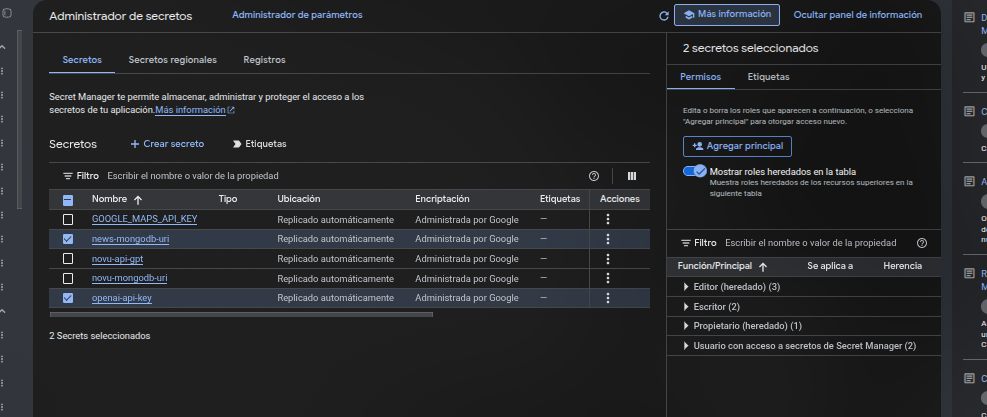 Administrador de secretos
Administrador de parámetros
Más información
Ocultar panel de información
Secretos
Secretos regionales
Registros
Secret Manager te permite almacenar, administrar y proteger el acceso a los
secretos de tu aplicación.Más información
Secretos
Crear secreto
Etiquetas
Filtro
Escribir el nombre o valor de la propiedad
Nombre Tipo Ubicación Encriptación Etiquetas Acciones
GOOGLE_MAPS_API_KEY Replicado automáticamente Administrada por Google —
news-mongodb-uri Replicado automáticamente Administrada por Google —
novu-api-gpt Replicado automáticamente Administrada por Google —
novu-mongodb-uri Replicado automáticamente Administrada por Google —
openai-api-key Replicado automáticamente Administrada por Google —
2 Secrets seleccionados
2 secretos seleccionados
Permisos
Etiquetas
Edita o borra los roles que aparecen a continuación, o selecciona
"Agregar principal" para otorgar acceso nuevo.
Agregar principal
Mostrar roles heredados en la tabla
Muestra roles heredados de los recursos superiores en la
siguiente tabla
Filtro
Escribir el nombre o valor de la propiedad
Función/Principal Se aplica a Herencia
Editor (heredado) (3)
Escritor (2)
Propietario (heredado) (1)
Usuario con acceso a secretos de Secret Manager (2)